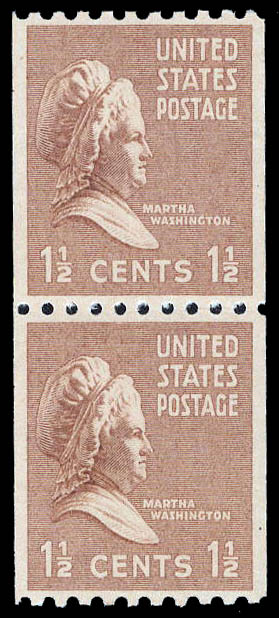 UNITED
STATES
POSTAGE
MARTHA
WASHINGTON
1½ CENTS 1½
UNITED
STATES
POSTAGE
MARTHA
WASHINGTON
1½ CENTS 1½